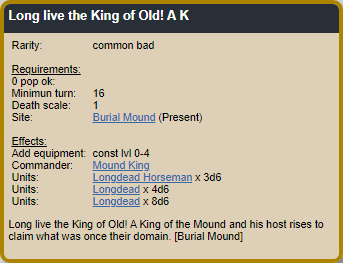 Long live the King of Old! A K
Rarity: common bad
Requirements:
0 pop ok:
Minimun turn: 16
Death scale: 1
Site: Burial Mound (Present)
Effects:
Add equipment: const lvl 0-4
Commander: Mound King
Units: Longdead Horseman x 3d6
Units: Longdead x 4d6
Units: Longdead x 8d6
Long live the King of Old! A King of the Mound and his host rises to
claim what was once their domain. [Burial Mound]